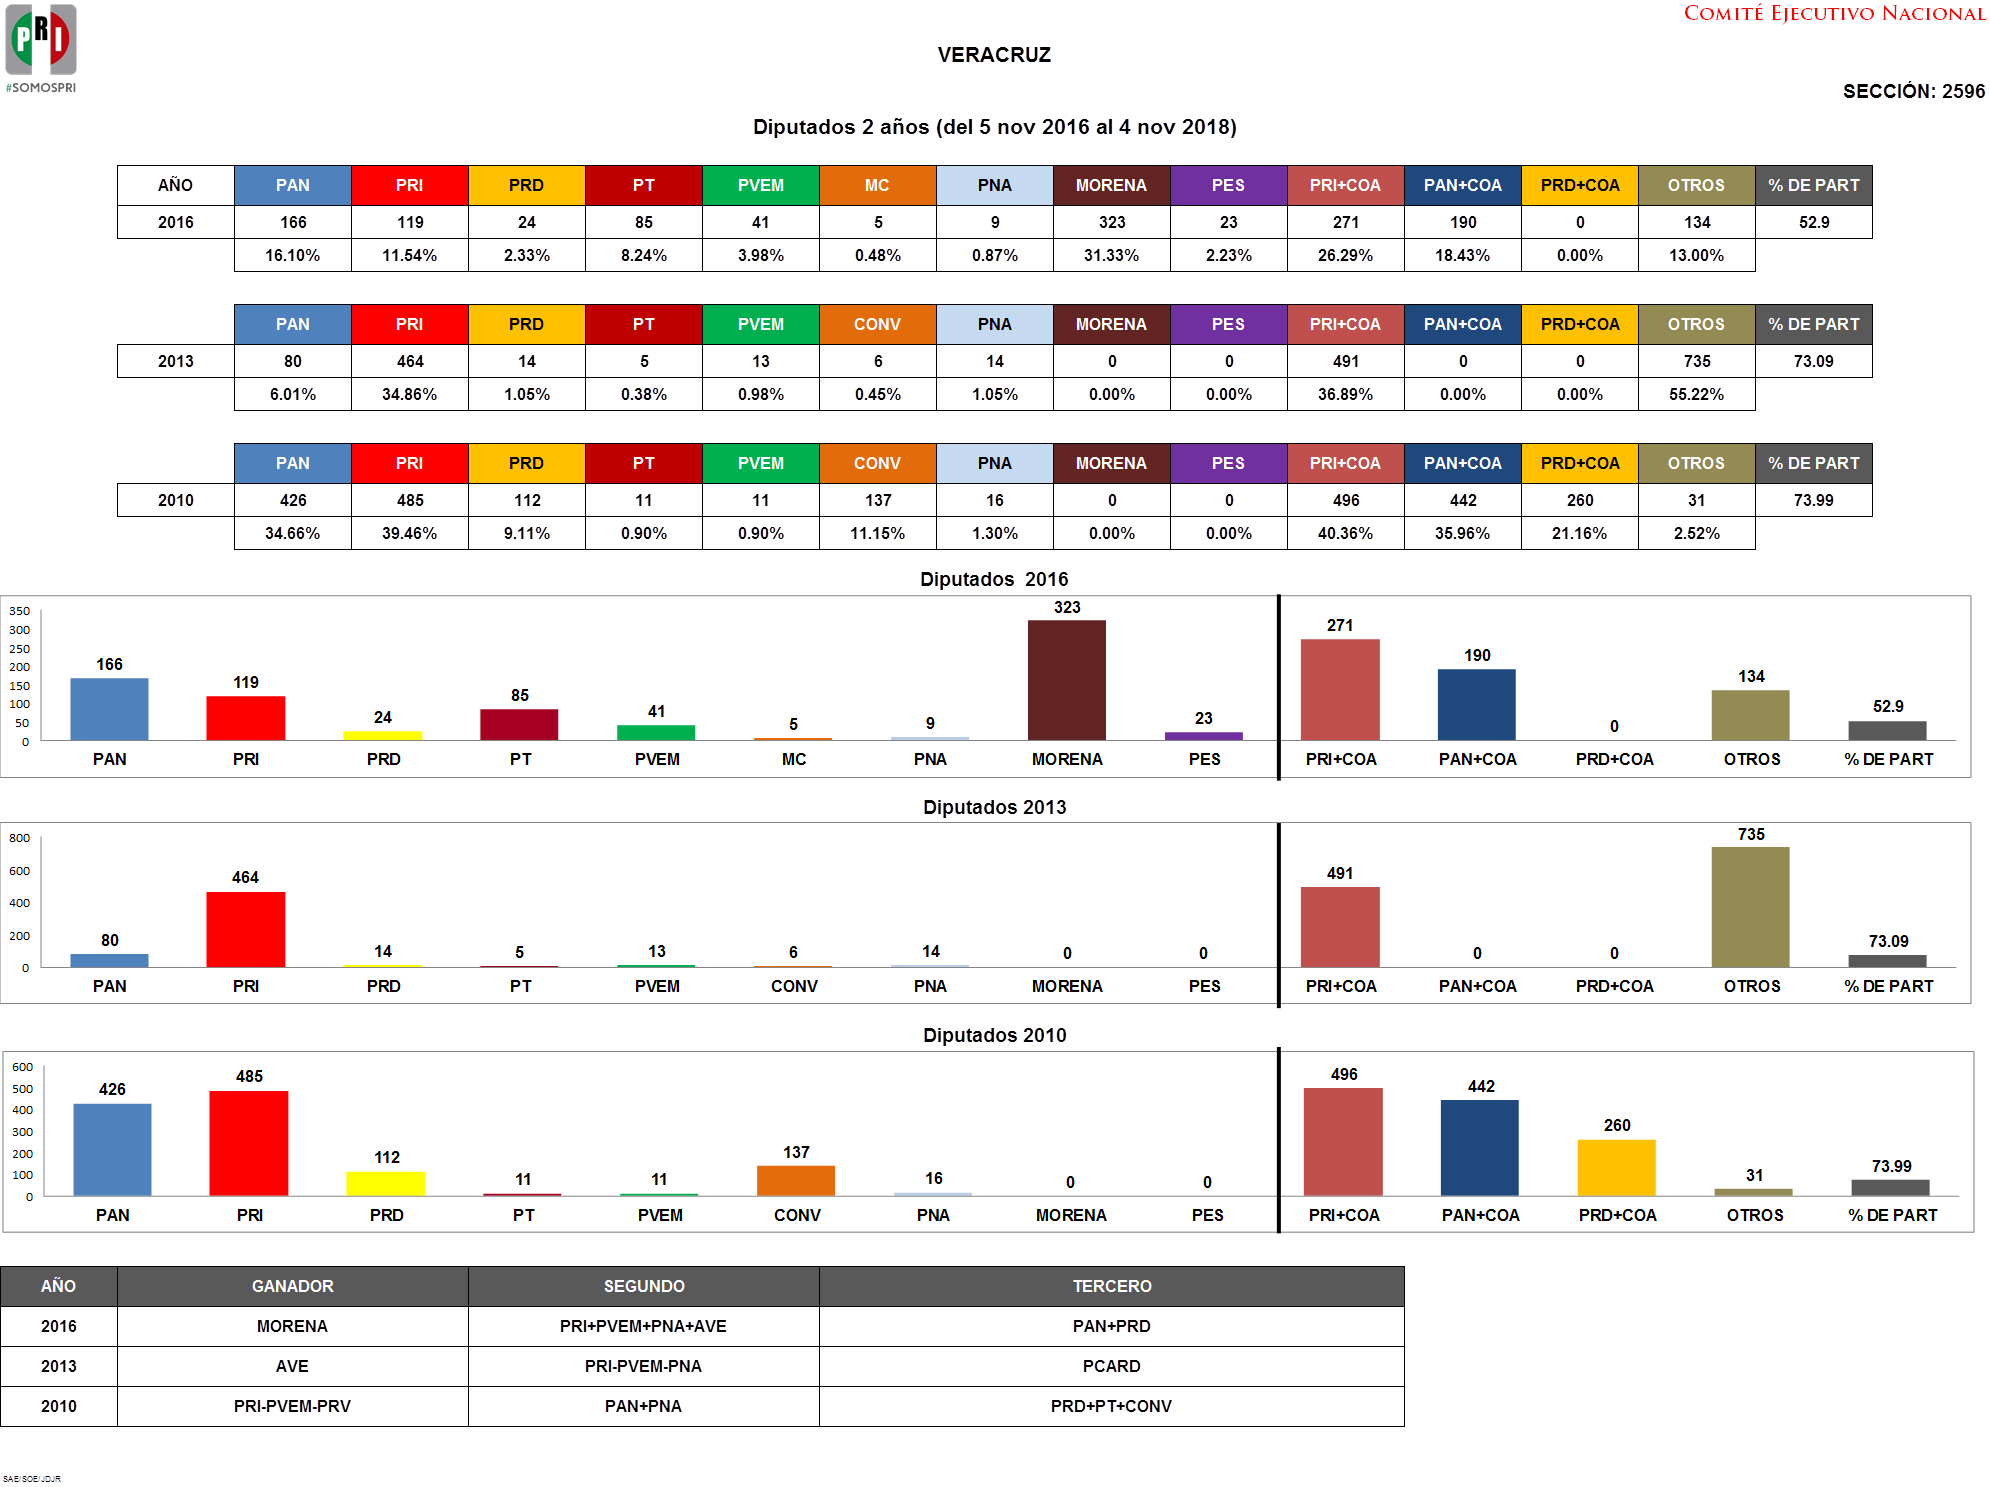 PRI
#SOMOSPRI
COMITÉ EJECUTIVO NACIONAL
VERACRUZ
SECCIÓN: 2596
Diputados 2 años (del 5 nov 2016 al 4 nov 2018)
AÑO PAN PRI PRD PT PVEM MC PNA MORENA PES PRI+COA PAN+COA PRD+COA OTROS % DE PART
2016 166 119 24 85 41 5 9 323 23 271 190 0 134 52.9
16.10% 11.54% 2.33% 8.24% 3.98% 0.48% 0.87% 31.33% 2.23% 26.29% 18.43% 0.00% 13.00%
PAN PRI PRD PT PVEM CONV PNA MORENA PES PRI+COA PAN+COA PRD+COA OTROS % DE PART
2013 80 464 14 5 13 6 14 0 0 491 0 0 735 73.09
6.01% 34.86% 1.05% 0.38% 0.98% 0.45% 1.05% 0.00% 0.00% 36.89% 0.00% 0.00% 55.22%
PAN PRI PRD PT PVEM CONV PNA MORENA PES PRI+COA PAN+COA PRD+COA OTROS % DE PART
2010 426 485 112 11 11 137 16 0 0 496 442 260 31 73.99
34.66% 39.46% 9.11% 0.90% 0.90% 11.15% 1.30% 0.00% 0.00% 40.36% 35.96% 21.16% 2.52%
Diputados 2016
350
300
250
200
150
100
50
0
166 119 24 85 41 5 9 323 23 271 190 0 134 52.9
PAN PRI PRD PT PVEM MC PNA MORENA PES PRI+COA PAN+COA PRD+COA OTROS % DE PART
Diputados 2013
800
600
400
200
0
80 464 14 5 13 6 14 0 0 491 0 0 735 73.09
PAN PRI PRD PT PVEM CONV PNA MORENA PES PRI+COA PAN+COA PRD+COA OTROS % DE PART
Diputados 2010
600
500
400
300
200
100
0
426 485 112 11 11 137 16 0 0 496 442 260 31 73.99
PAN PRI PRD PT PVEM CONV PNA MORENA PES PRI+COA PAN+COA PRD+COA OTROS % DE PART
AÑO GANADOR SEGUNDO TERCERO
2016 MORENA PRI+PVEM+PNA+AVE PAN+PRD
2013 AVE PRI-PVEM-PNA PCARD
2010 PRI-PVEM-PRV PAN+PNA PRD+PT+CONV
SAE/SOE/JDJR